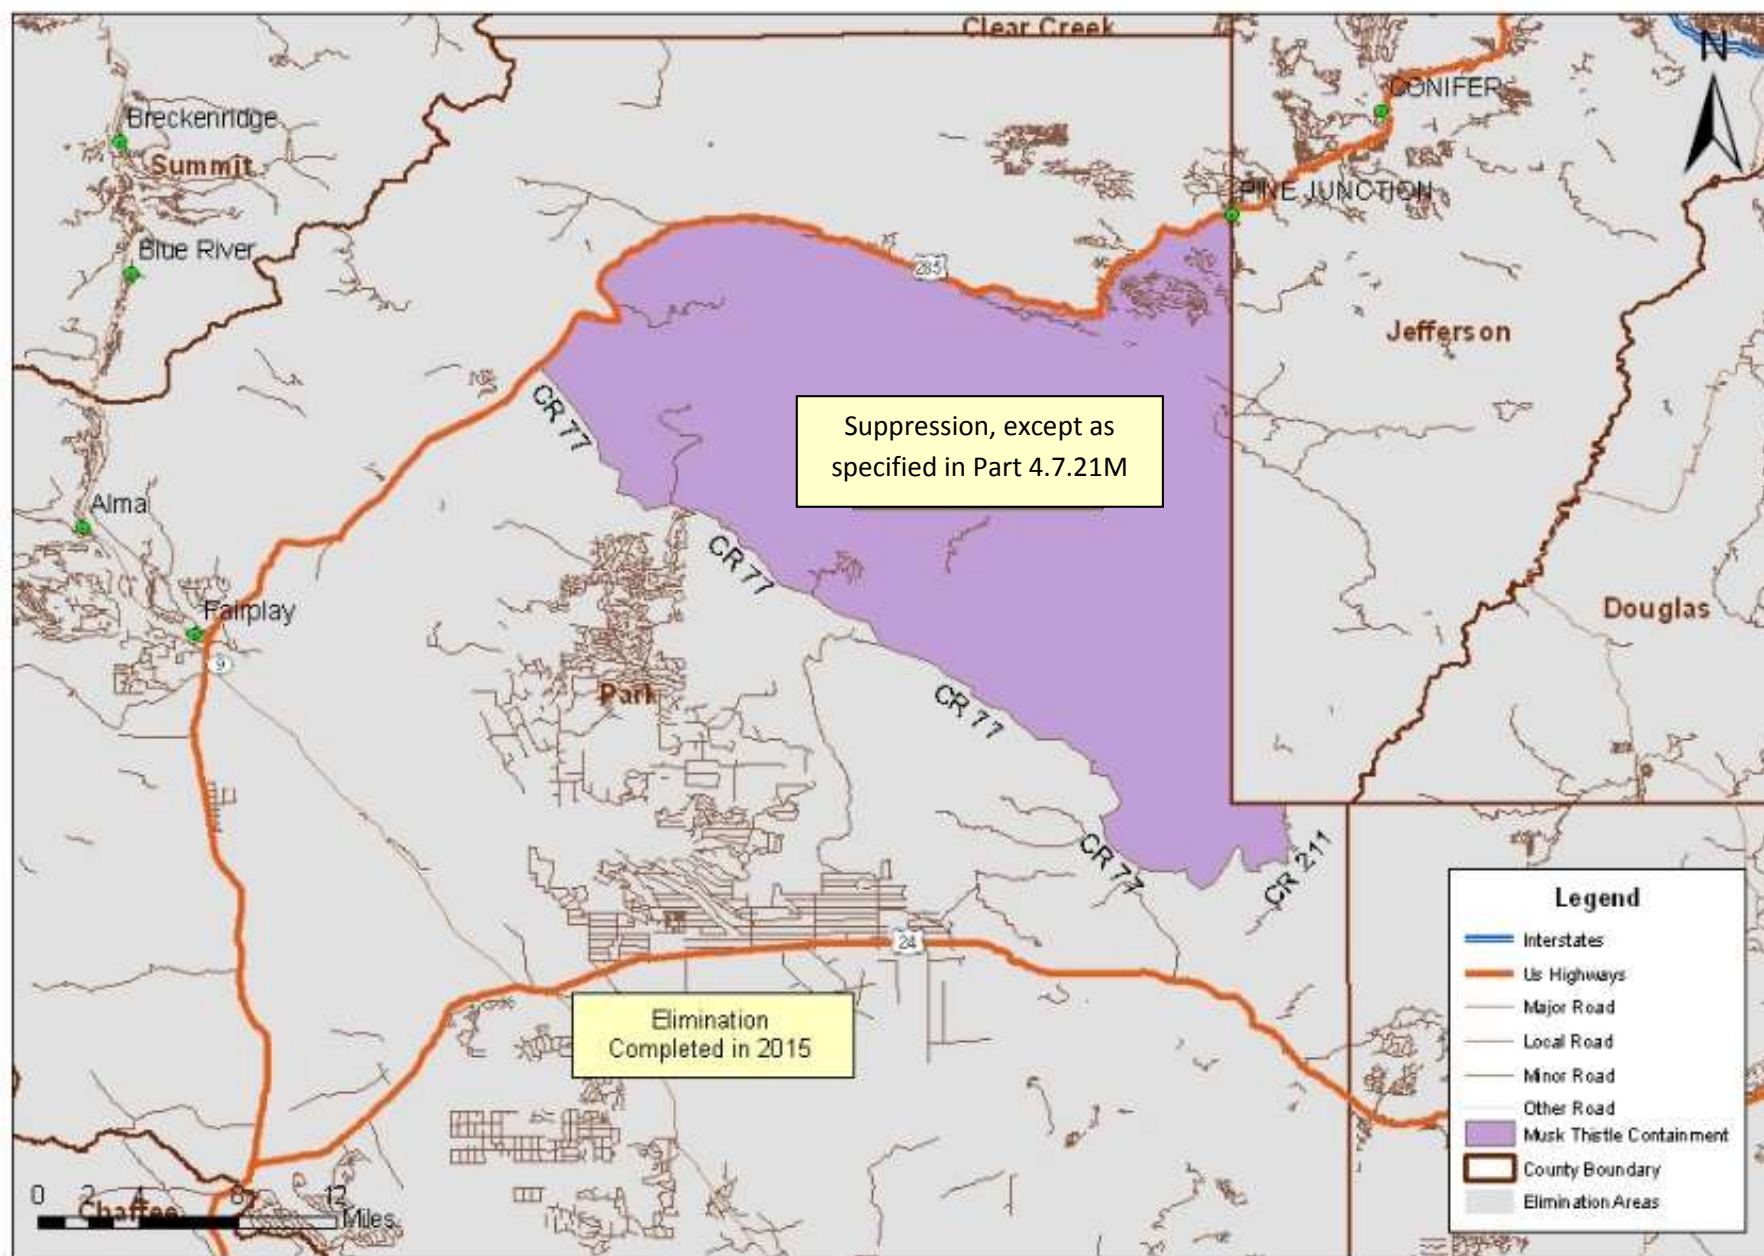 Clear Creek
N
CONIFER
Breckenridge
Summit
PINE JUNCTION
Blue River
285
Jefferson
CR 77
Suppression, except as
specified in Part 4.7.21M
Alma
CR 77
Fairplay
Douglas
9
Park
CR 77
CR 77
CR 211
24
Elimination
Completed in 2015
Legend
Interstates
Us Highways
Major Road
Local Road
Minor Road
Other Road
Musk Thistle Containment
County Boundary
Elimination Areas
0 2 4 8 12
Chaffee
Miles